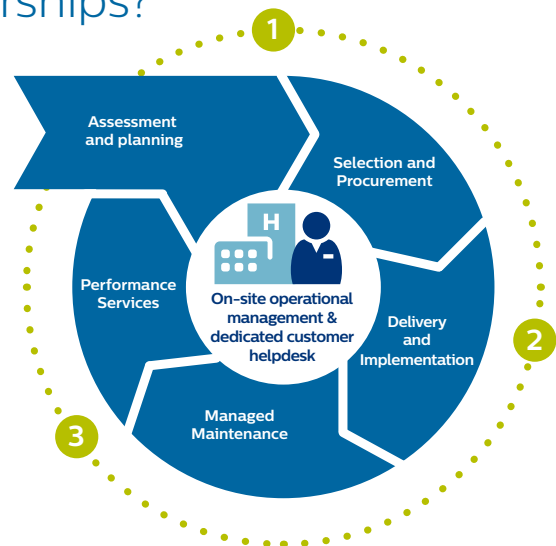 1
Assessment
and planning
Selection and
Procurement
H
Performance
Services
On-site operational
management &
dedicated customer
helpdesk
Delivery
and
Implementation
2
Managed
Maintenance
3